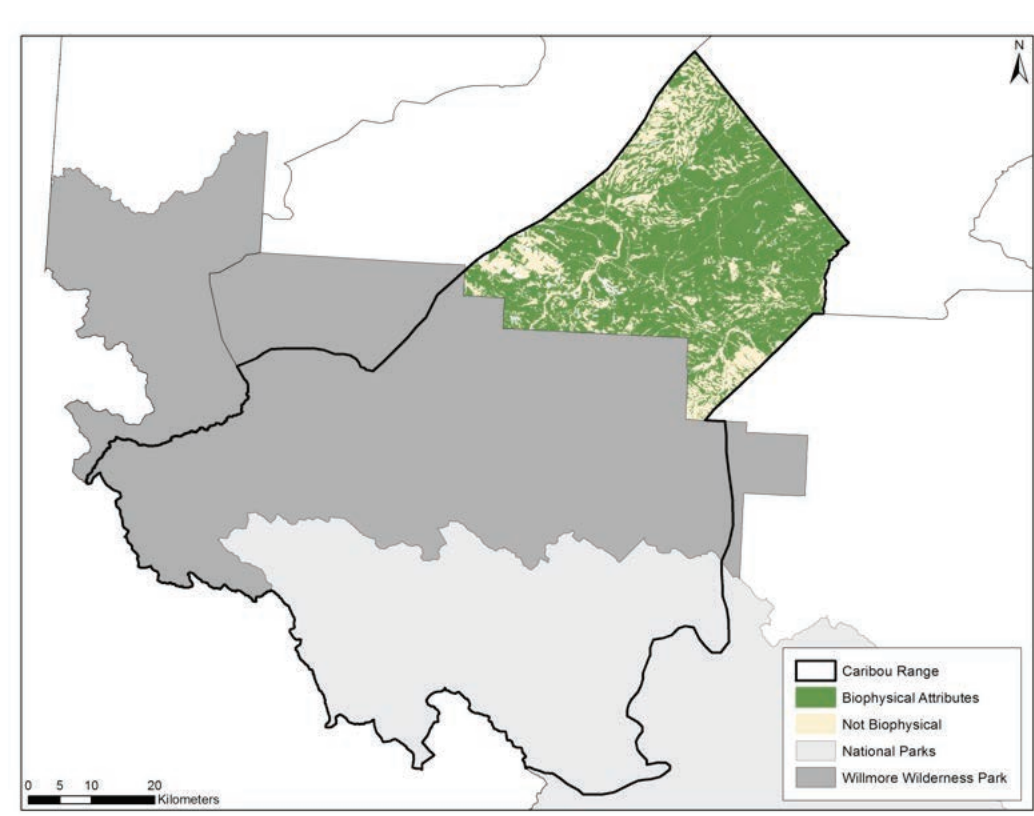 N
Caribou Range
Biophysical Attributes
Not Biophysical
National Parks
Willmore Wilderness Park
0 5 10 20
Kilometers